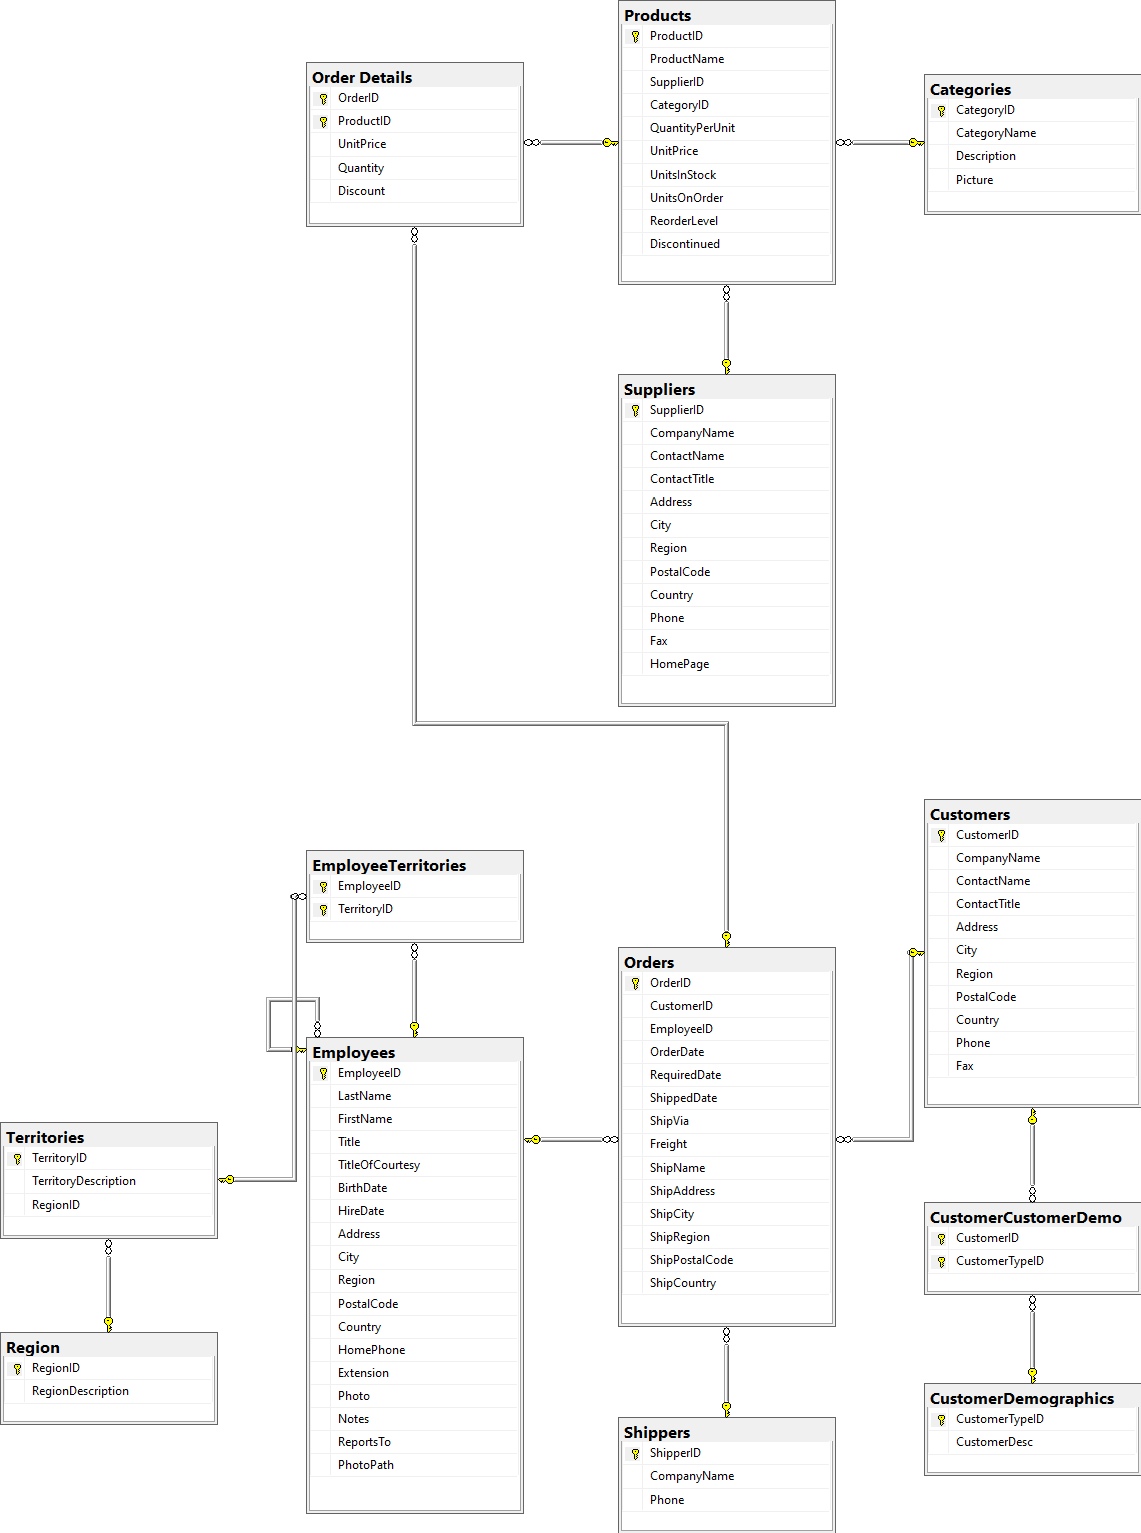 Products
ProductID
ProductName
SupplierID
CategoryID
QuantityPerUnit
UnitPrice
UnitsInStock
UnitsOnOrder
ReorderLevel
Discontinued
Order Details
OrderID
ProductID
UnitPrice
Quantity
Discount
Categories
CategoryID
CategoryName
Description
Picture
Suppliers
SupplierID
CompanyName
ContactName
ContactTitle
Address
City
Region
PostalCode
Country
Phone
Fax
HomePage
Customers
CustomerID
CompanyName
ContactName
ContactTitle
Address
City
Region
PostalCode
Country
Phone
Fax
EmployeeTerritories
EmployeeID
TerritoryID
Orders
OrderID
CustomerID
EmployeeID
OrderDate
RequiredDate
ShippedDate
ShipVia
Freight
ShipName
ShipAddress
ShipCity
ShipRegion
ShipPostalCode
ShipCountry
Employees
EmployeeID
LastName
FirstName
Title
TitleOfCourtesy
BirthDate
HireDate
Address
City
Region
PostalCode
Country
HomePhone
Extension
Photo
Notes
ReportsTo
PhotoPath
Territories
TerritoryID
TerritoryDescription
RegionID
CustomerCustomerDemo
CustomerID
CustomerTypeID
Region
RegionID
RegionDescription
CustomerDemographics
CustomerTypeID
CustomerDesc
Shippers
ShipperID
CompanyName
Phone